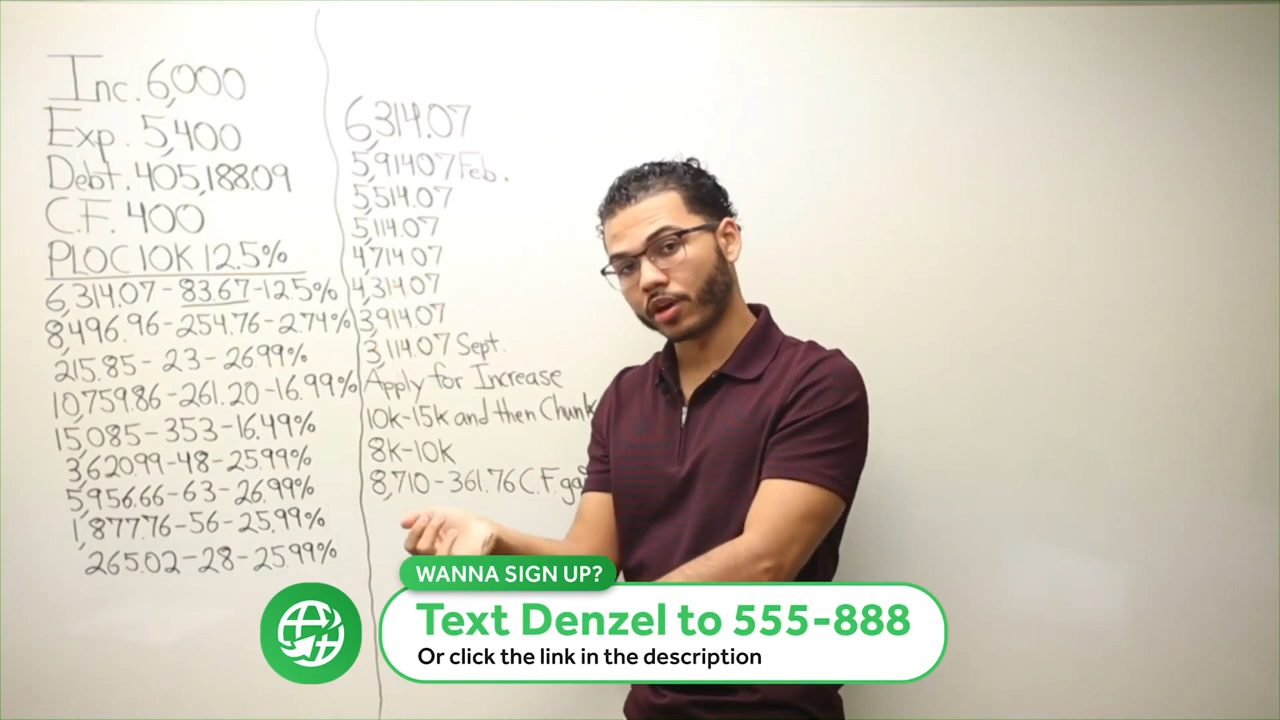 Inc. 6,000
Exp. 5,400
Debt. 405,188.09
C.F. 400
PLOC 10K 12.5%
6,314.07 - 83.67 - 12.5%
8,496.96 - 254.76 - 2.74%
215.85 - 23 - 26.99%
10759.86 - 261.20 - 16.99%
15,085 - 353 - 16.49%
3,620.99 - 48 - 25.99%
5,956.66 - 63 - 26.99%
1,877.76 - 56 - 25.99%
265.02 - 28 - 25.99%
6,314.07
5,914.07 Feb.
5,514.07
5,114.07
4,714.07
4,314.07
3,914.07
3,114.07 Sept.
Apply for Increase
10k-15k and then Chunk
8k-10k
8,710 - 361.76 C.F.
WANNA SIGN UP?
Text Denzel to 555-888
Or click the link in the description